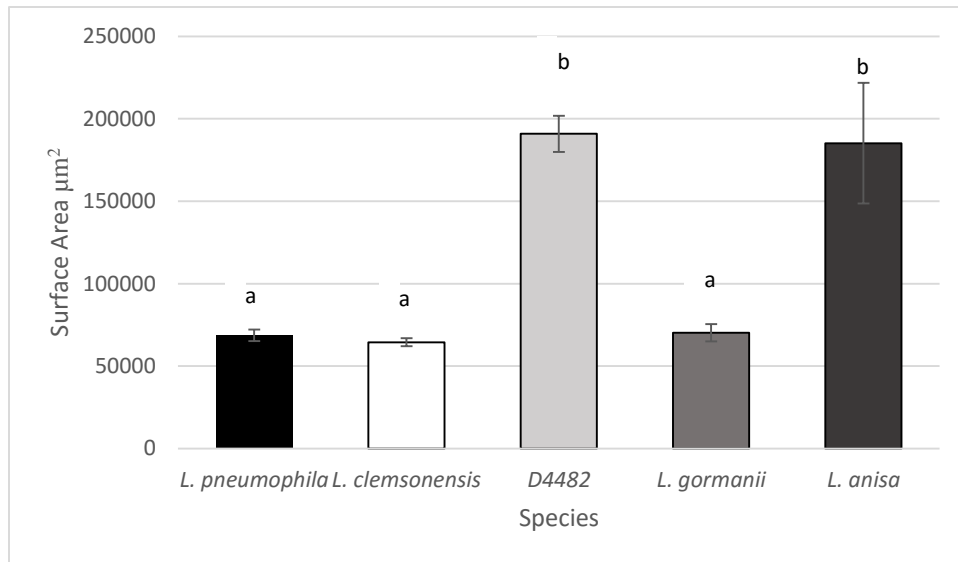 250000
b
b
200000
150000
Surface Area µm²
100000
a
a
a
50000
0
L. pneumophila L. clemsonensis D4482 L. gormanii L. anisa
Species